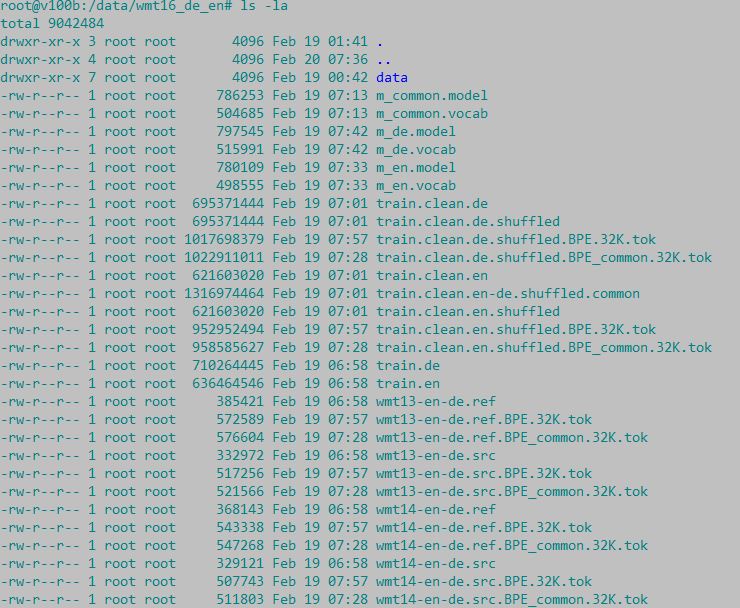 root@v100b:/data/wmt16_de_en# ls -la
total 9042484
drwxr-xr-x 3 root root       4096 Feb 19 01:41 .
drwxr-xr-x 4 root root       4096 Feb 20 07:36 ..
drwxr-xr-x 7 root root       4096 Feb 19 00:42 data
-rw-r--r-- 1 root root     786253 Feb 19 07:13 m_common.model
-rw-r--r-- 1 root root     504685 Feb 19 07:13 m_common.vocab
-rw-r--r-- 1 root root     797545 Feb 19 07:42 m_de.model
-rw-r--r-- 1 root root     515991 Feb 19 07:42 m_de.vocab
-rw-r--r-- 1 root root     780109 Feb 19 07:33 m_en.model
-rw-r--r-- 1 root root     498555 Feb 19 07:33 m_en.vocab
-rw-r--r-- 1 root root  695371444 Feb 19 07:01 train.clean.de
-rw-r--r-- 1 root root  695371444 Feb 19 07:01 train.clean.de.shuffled
-rw-r--r-- 1 root root 1017698379 Feb 19 07:57 train.clean.de.shuffled.BPE.32K.tok
-rw-r--r-- 1 root root 1022911011 Feb 19 07:28 train.clean.de.shuffled.BPE_common.32K.tok
-rw-r--r-- 1 root root  621603020 Feb 19 07:01 train.clean.en
-rw-r--r-- 1 root root 1316974464 Feb 19 07:01 train.clean.en-de.shuffled.common
-rw-r--r-- 1 root root  621603020 Feb 19 07:01 train.clean.en.shuffled
-rw-r--r-- 1 root root  952952494 Feb 19 07:57 train.clean.en.shuffled.BPE.32K.tok
-rw-r--r-- 1 root root  958585627 Feb 19 07:28 train.clean.en.shuffled.BPE_common.32K.tok
-rw-r--r-- 1 root root  710264445 Feb 19 06:58 train.de
-rw-r--r-- 1 root root  636464546 Feb 19 06:58 train.en
-rw-r--r-- 1 root root     385421 Feb 19 06:58 wmt13-en-de.ref
-rw-r--r-- 1 root root     572589 Feb 19 07:57 wmt13-en-de.ref.BPE.32K.tok
-rw-r--r-- 1 root root     576604 Feb 19 07:28 wmt13-en-de.ref.BPE_common.32K.tok
-rw-r--r-- 1 root root     332972 Feb 19 06:58 wmt13-en-de.src
-rw-r--r-- 1 root root     517256 Feb 19 07:57 wmt13-en-de.src.BPE.32K.tok
-rw-r--r-- 1 root root     521566 Feb 19 07:28 wmt13-en-de.src.BPE_common.32K.tok
-rw-r--r-- 1 root root     368143 Feb 19 06:58 wmt14-en-de.ref
-rw-r--r-- 1 root root     543338 Feb 19 07:57 wmt14-en-de.ref.BPE.32K.tok
-rw-r--r-- 1 root root     547268 Feb 19 07:28 wmt14-en-de.ref.BPE_common.32K.tok
-rw-r--r-- 1 root root     329121 Feb 19 06:58 wmt14-en-de.src
-rw-r--r-- 1 root root     507743 Feb 19 07:57 wmt14-en-de.src.BPE.32K.tok
-rw-r--r-- 1 root root     511803 Feb 19 07:28 wmt14-en-de.src.BPE_common.32K.tok